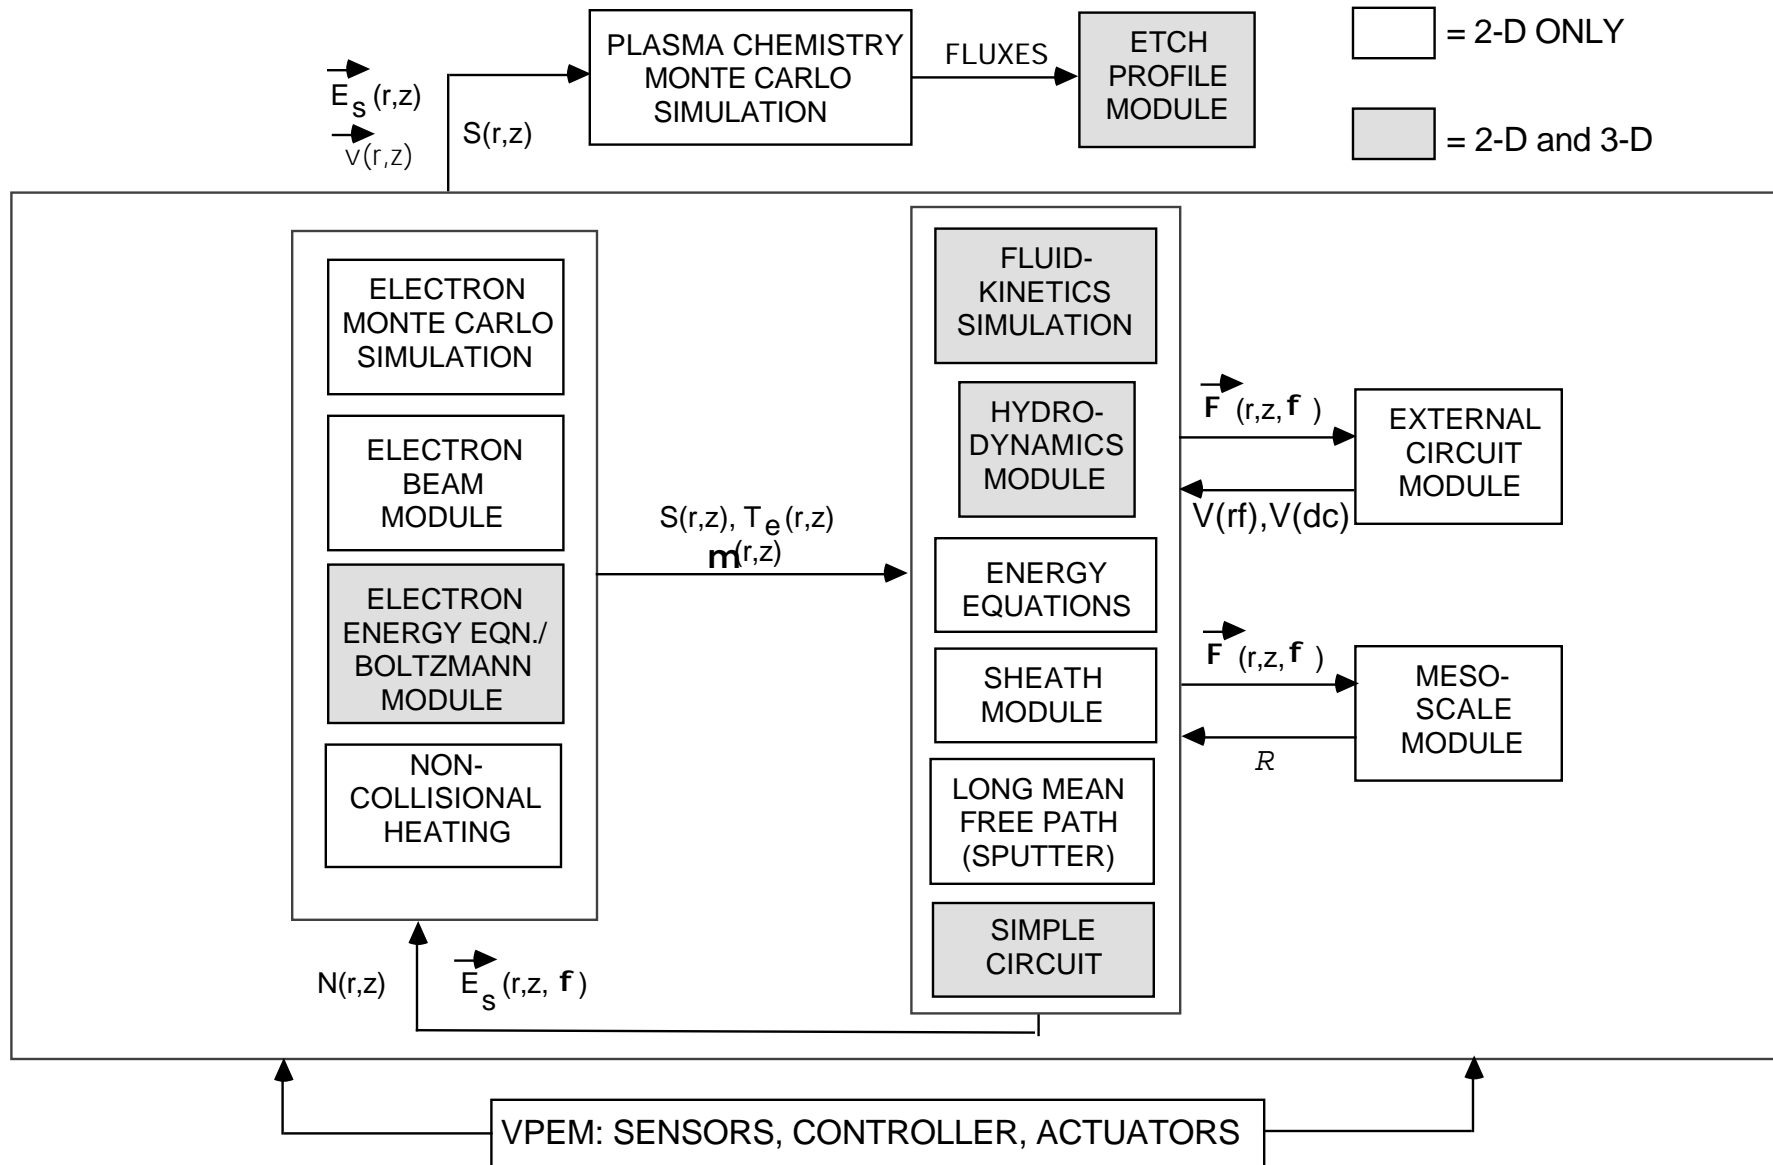 PLASMA CHEMISTRY
MONTE CARLO
SIMULATION
FLUXES
ETCH
PROFILE
MODULE
= 2-D ONLY
= 2-D and 3-D
E_s (r,z)
v(r,z)
S(r,z)
ELECTRON
MONTE CARLO
SIMULATION
ELECTRON
BEAM
MODULE
ELECTRON
ENERGY EQN./
BOLTZMANN
MODULE
NON-
COLLISIONAL
HEATING
S(r,z), T_e(r,z)
m(r,z)
FLUID-
KINETICS
SIMULATION
HYDRO-
DYNAMICS
MODULE
ENERGY
EQUATIONS
SHEATH
MODULE
LONG MEAN
FREE PATH
(SPUTTER)
SIMPLE
CIRCUIT
F (r,z,f)
V(rf),V(dc)
EXTERNAL
CIRCUIT
MODULE
F (r,z,f)
R
MESO-
SCALE
MODULE
N(r,z)
E_s (r,z, f)
VPEM: SENSORS, CONTROLLER, ACTUATORS